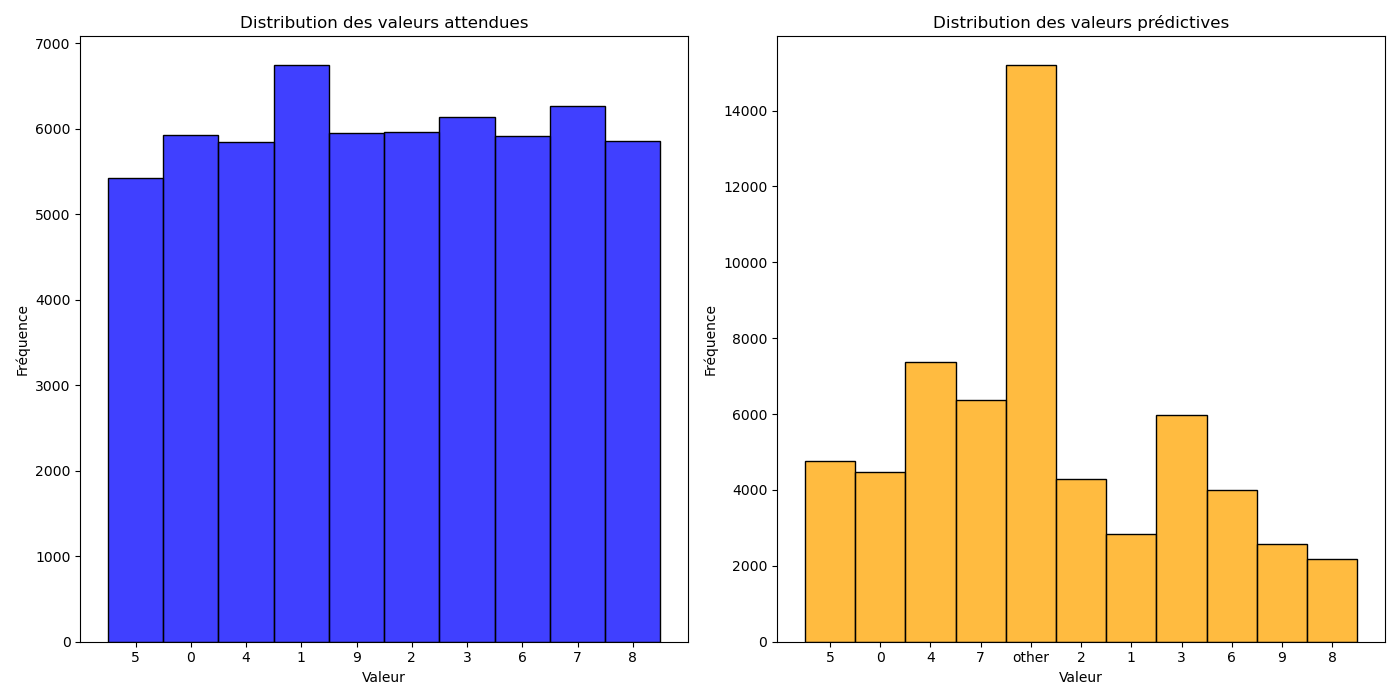 Distribution des valeurs attendues
7000
6000
5000
4000
3000
2000
1000
0
Fréquence
5 0 4 1 9 2 3 6 7 8
Valeur
Distribution des valeurs prédictives
14000
12000
10000
8000
6000
4000
2000
0
Fréquence
5 0 4 7 other 2 1 3 6 9 8
Valeur